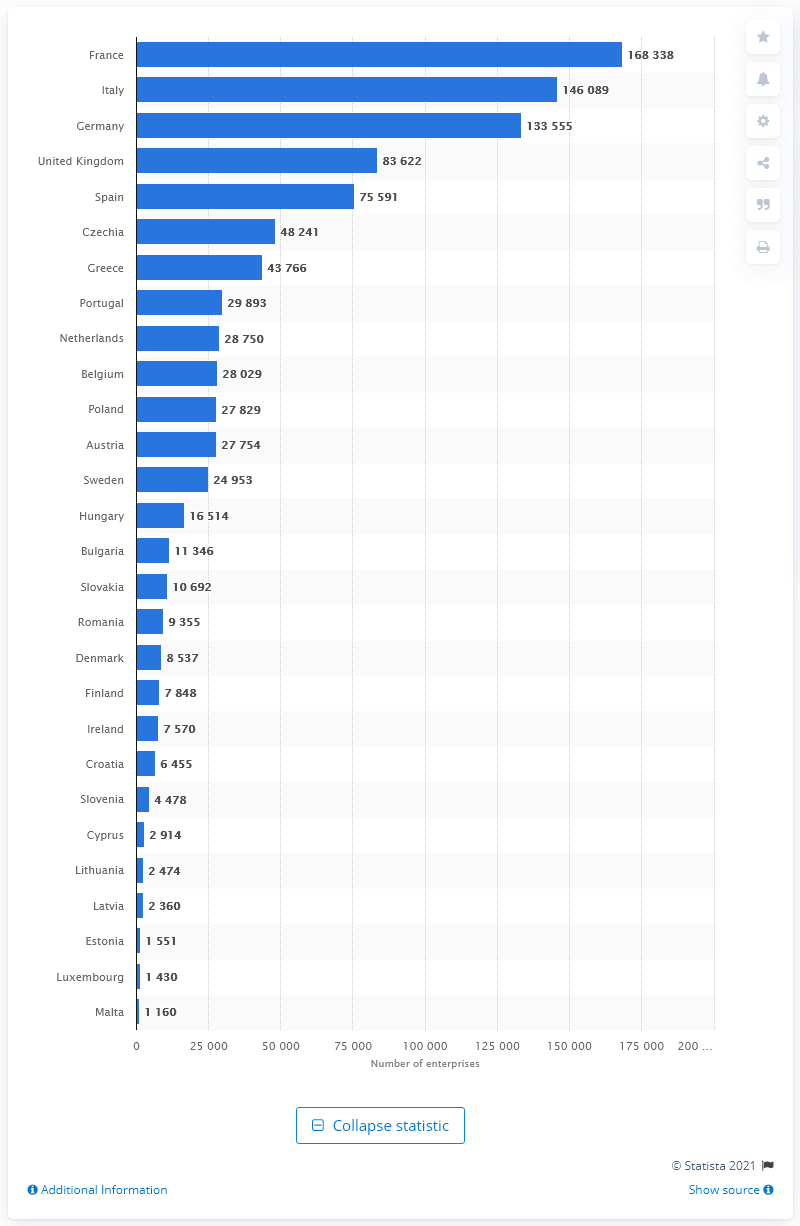 France 168 338
Italy 146 089
Germany 133 555
United Kingdom 83 622
Spain 75 591
Czechia 48 241
Greece 43 766
Portugal 29 893
Netherlands 28 750
Belgium 28 029
Poland 27 829
Austria 27 754
Sweden 24 953
Hungary 16 514
Bulgaria 11 346
Slovakia 10 692
Romania 9 355
Denmark 8 537
Finland 7 848
Ireland 7 570
Croatia 6 455
Slovenia 4 478
Cyprus 2 914
Lithuania 2 474
Latvia 2 360
Estonia 1 551
Luxembourg 1 430
Malta 1 160
0 25 000 50 000 75 000 100 000 125 000 150 000 175 000 200 ...
Number of enterprises
Collapse statistic
© Statista 2021
Additional Information Show source